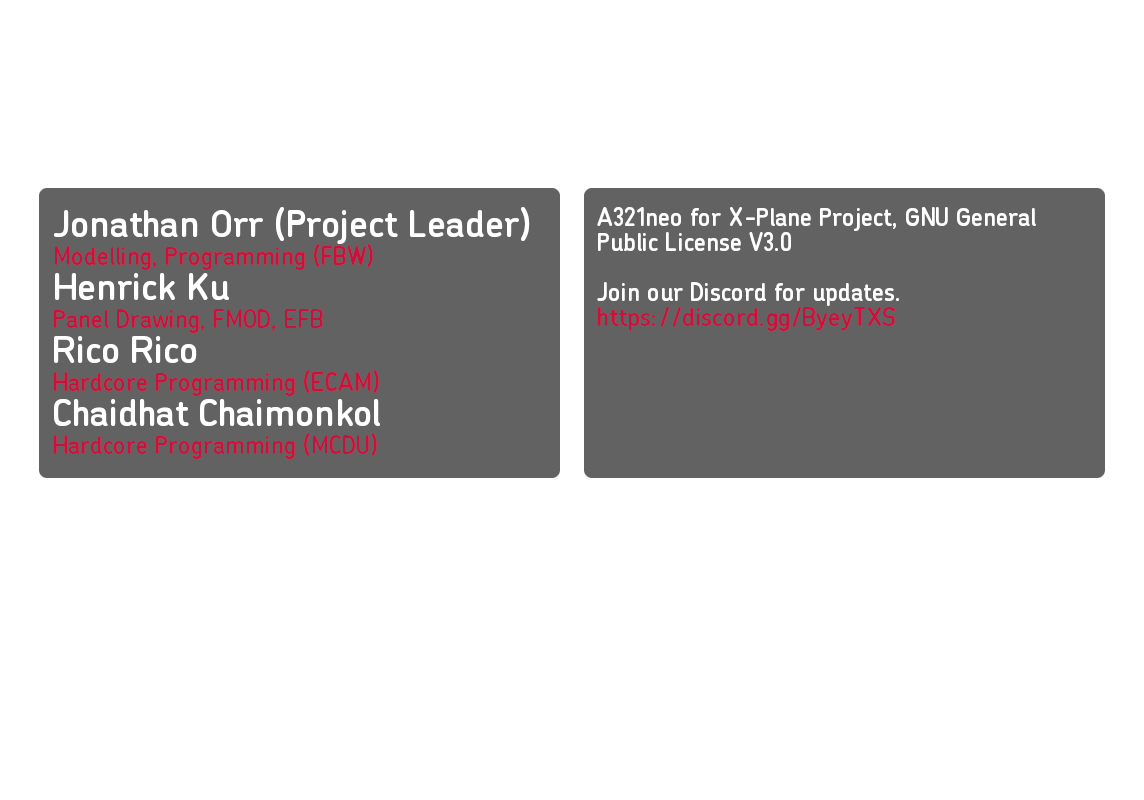 Jonathan Orr (Project Leader)
Modelling, Programming (FBW)
Henrick Ku
Panel Drawing, FMOD, EFB
Rico Rico
Hardcore Programming (ECAM)
Chaidhat Chaimonkol
Hardcore Programming (MCDU)
A321neo for X-Plane Project, GNU General
Public License V3.0
Join our Discord for updates.
https://discord.gg/ByeyTXS